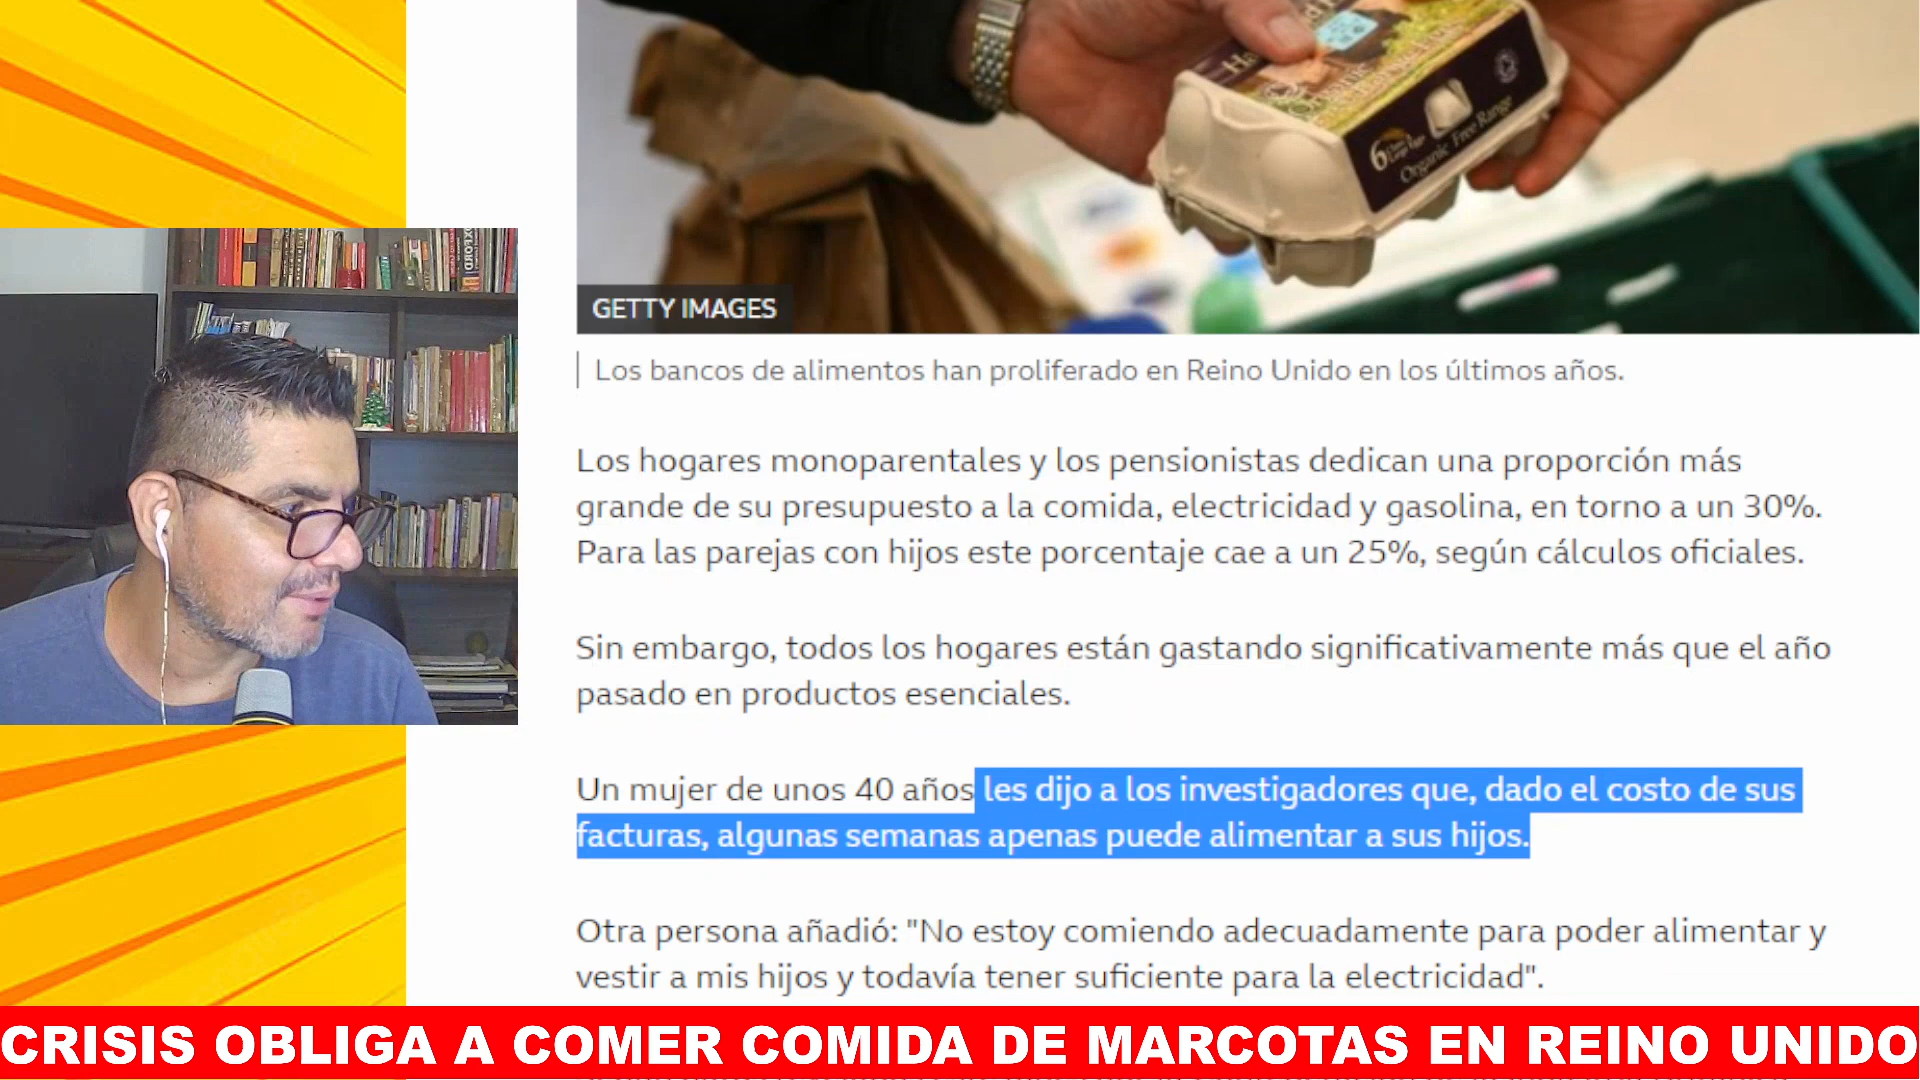 Organic Free Range
6
OXFORD
GETTY IMAGES
Los bancos de alimentos han proliferado en Reino Unido en los últimos años.
Los hogares monoparentales y los pensionistas dedican una proporción más
grande de su presupuesto a la comida, electricidad y gasolina, en torno a un 30%.
Para las parejas con hijos este porcentaje cae a un 25%, según cálculos oficiales.
Sin embargo, todos los hogares están gastando significativamente más que el año
pasado en productos esenciales.
Un mujer de unos 40 años les dijo a los investigadores que, dado el costo de sus
facturas, algunas semanas apenas puede alimentar a sus hijos.
Otra persona añadió: "No estoy comiendo adecuadamente para poder alimentar y
vestir a mis hijos y todavía tener suficiente para la electricidad".
CRISIS OBLIGA A COMER COMIDA DE MARCOTAS EN REINO UNIDO